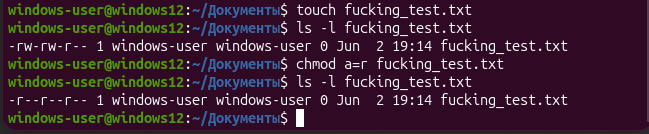 windows-user@windows12:~/Документы$ touch fucking_test.txt
windows-user@windows12:~/Документы$ ls -l fucking_test.txt
-rw-rw-r-- 1 windows-user windows-user 0 Jun  2 19:14 fucking_test.txt
windows-user@windows12:~/Документы$ chmod a=r fucking_test.txt
windows-user@windows12:~/Документы$ ls -l fucking_test.txt
-r--r--r-- 1 windows-user windows-user 0 Jun  2 19:14 fucking_test.txt
windows-user@windows12:~/Документы$